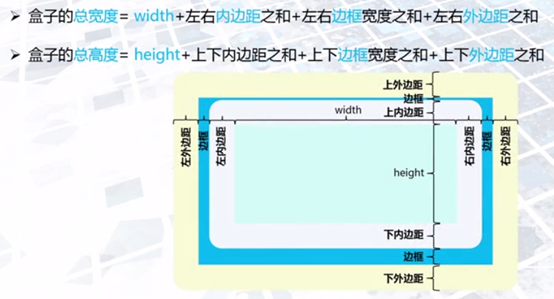 ➢ 盒子的总宽度= width+左右内边距之和+左右边框宽度之和+左右外边距之和
➢ 盒子的总高度= height+上下内边距之和+上下边框宽度之和+上下外边距之和
上外边距
边框
width
上内边距
左外边距
边框
左内边距
右内边距
边框
右外边距
height
下内边距
边框
下外边距